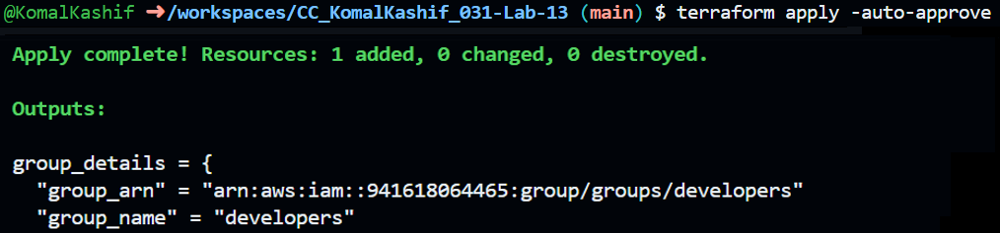 @KomalKashif ➜/workspaces/CC_KomalKashif_031-Lab-13 (main) $ terraform apply -auto-approve
Apply complete! Resources: 1 added, 0 changed, 0 destroyed.
Outputs:
group_details = {
"group_arn" = "arn:aws:iam::941618064465:group/groups/developers"
"group_name" = "developers"